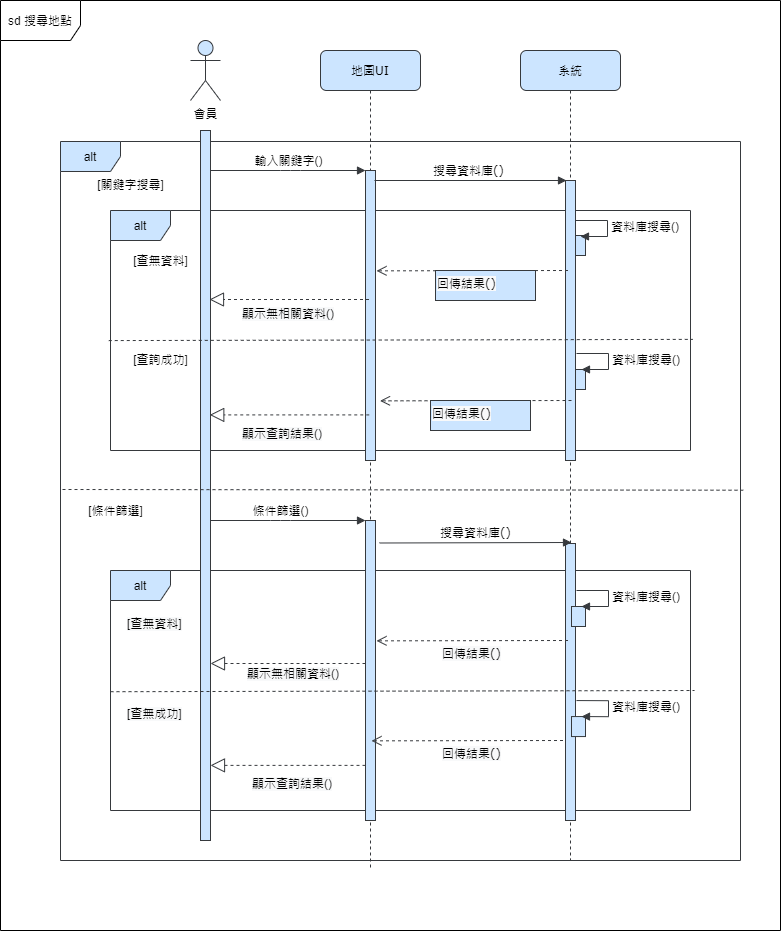 sd 搜尋地點
地圖UI
系統
會員
alt
輸入關鍵字()
搜尋資料庫()
[關鍵字搜尋]
alt
資料庫搜尋()
[查無資料]
回傳結果()
顯示無相關資料()
[查詢成功]
資料庫搜尋()
回傳結果()
顯示查詢結果()
[條件篩選]
條件篩選()
搜尋資料庫()
alt
資料庫搜尋()
[查無資料]
回傳結果()
顯示無相關資料()
資料庫搜尋()
[查無成功]
回傳結果()
顯示查詢結果()